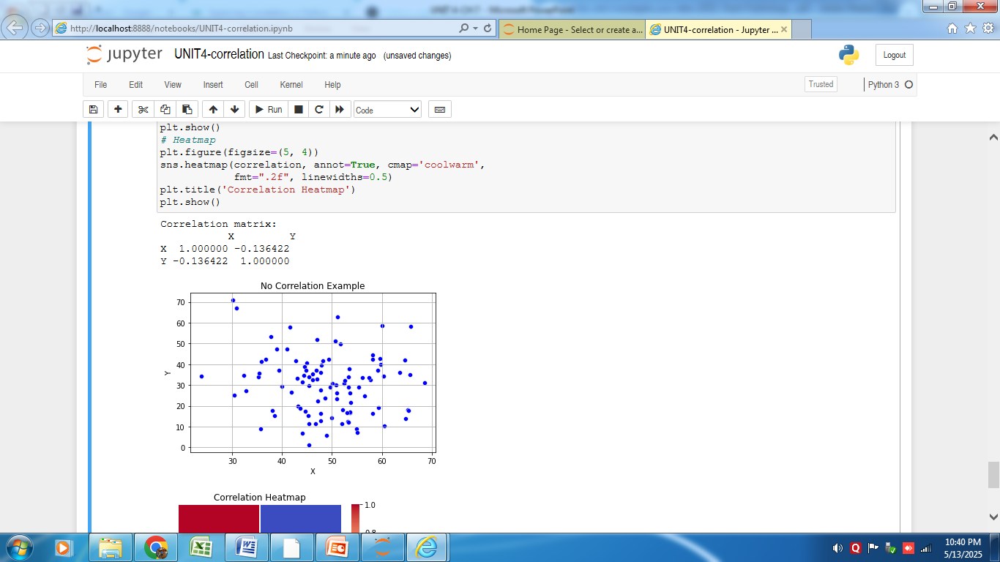 http://localhost:8888/notebooks/UNIT4-correlation.ipynb
Home Page - Select or create a...
UNIT4-correlation - Jupyter ...
jupyter UNIT4-correlation Last Checkpoint: a minute ago (unsaved changes)
Logout
File Edit View Insert Cell Kernel Help
Trusted
Python 3
Run
Code
plt.show()
# Heatmap
plt.figure(figsize=(5, 4))
sns.heatmap(correlation, annot=True, cmap='coolwarm',
fmt=".2f", linewidths=0.5)
plt.title('Correlation Heatmap')
plt.show()
Correlation matrix:
X Y
X 1.000000 -0.136422
Y -0.136422 1.000000
No Correlation Example
70
60
50
40
30
20
10
0
Y
30 40 50 60 70
X
Correlation Heatmap
1.0
0.8
10:40 PM
5/13/2025